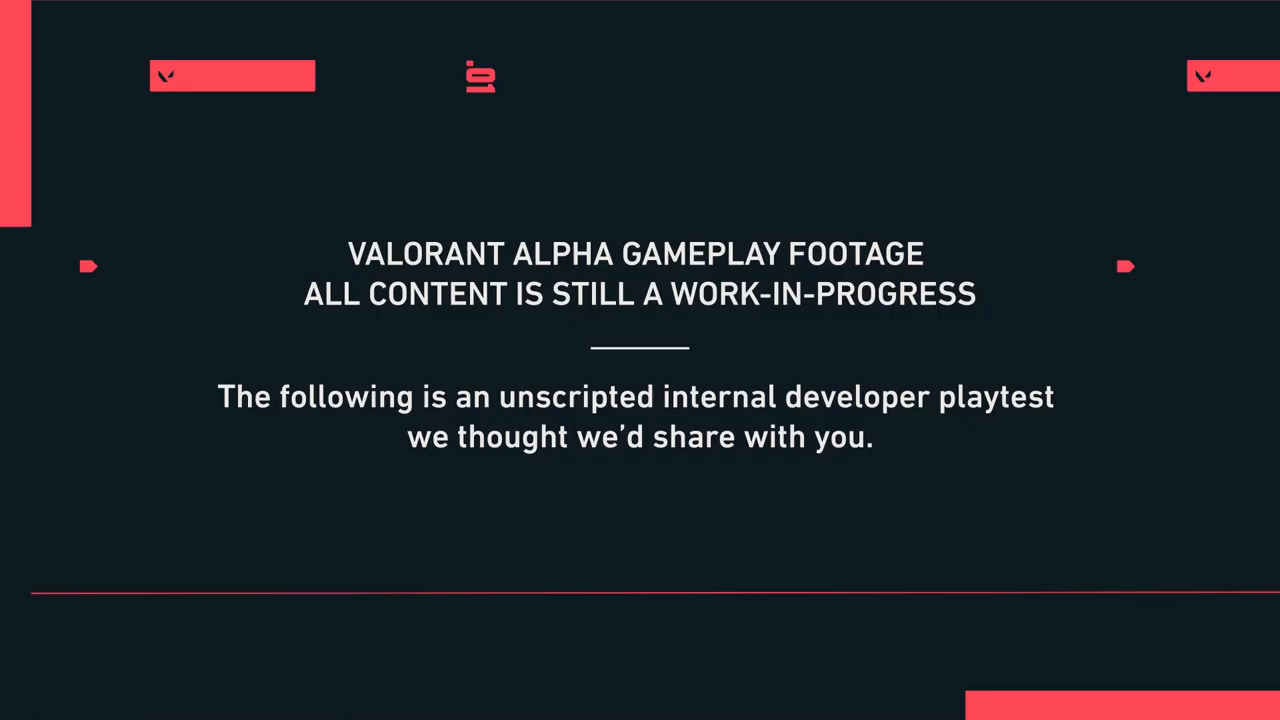 VALORANT ALPHA GAMEPLAY FOOTAGE
ALL CONTENT IS STILL A WORK-IN-PROGRESS
The following is an unscripted internal developer playtest
we thought we'd share with you.